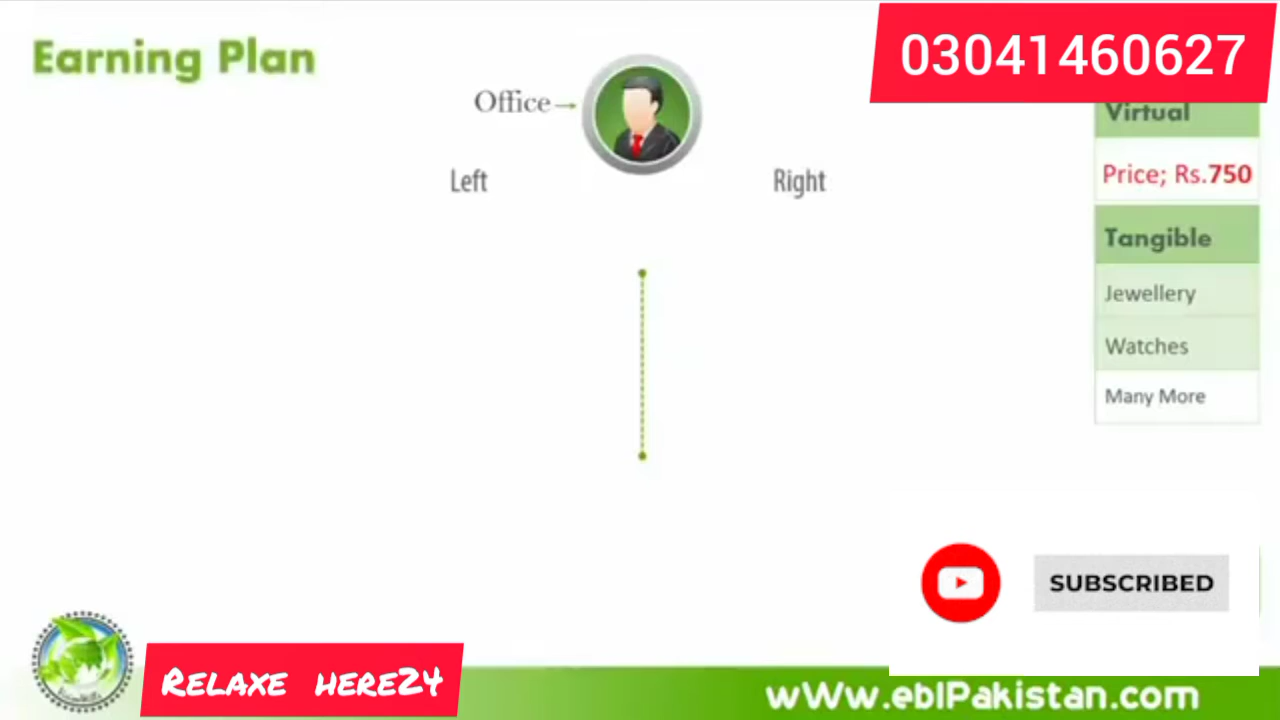 Earning Plan
03041460627
Office
Left
Right
Virtual
Price; Rs.750
Tangible
Jewellery
Watches
Many More
SUBSCRIBED
Relaxe here24
wWw.eblPakistan.com